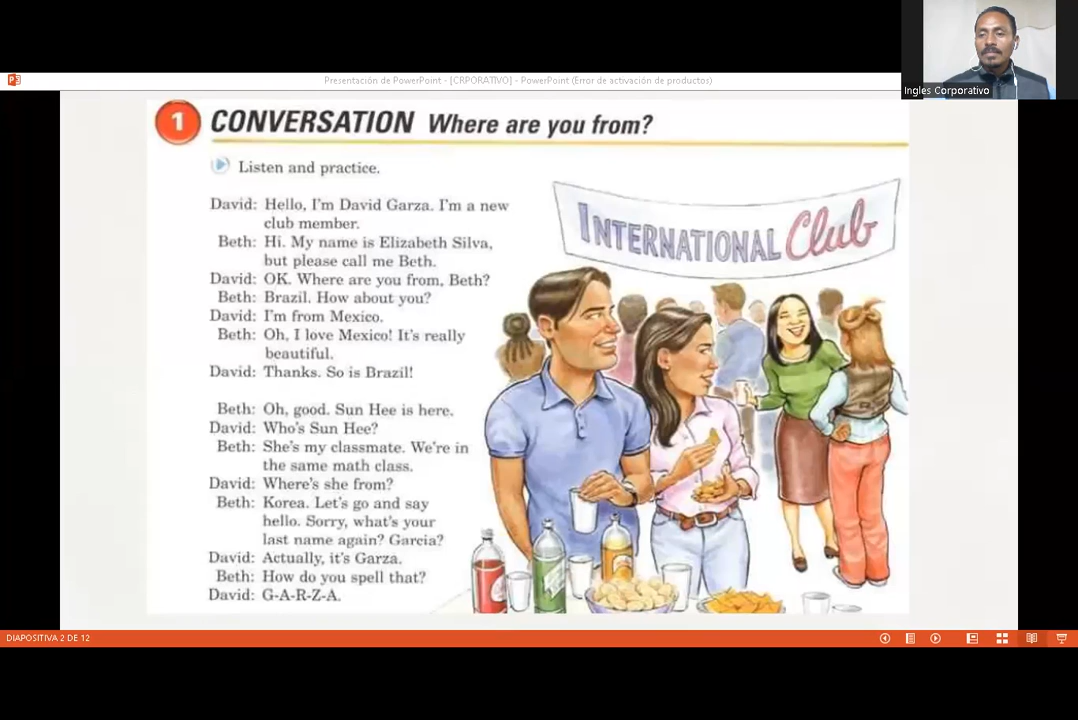 Presentación de PowerPoint - [CRPORATIVO] - PowerPoint (Error de activación de productos)
Ingles Corporativo
1 CONVERSATION Where are you from?
Listen and practice.
David: Hello, I'm David Garza. I'm a new
club member.
Beth: Hi. My name is Elizabeth Silva,
but please call me Beth.
David: OK. Where are you from, Beth?
Beth: Brazil. How about you?
David: I'm from Mexico.
Beth: Oh, I love Mexico! It's really
beautiful.
David: Thanks. So is Brazil!
Beth: Oh, good. Sun Hee is here.
David: Who's Sun Hee?
Beth: She's my classmate. We're in
the same math class.
David: Where's she from?
Beth: Korea. Let's go and say
hello. Sorry, what's your
last name again? Garcia?
David: Actually, it's Garza.
Beth: How do you spell that?
David: G-A-R-Z-A.
INTERNATIONAL Club
DIAPOSITIVA 2 DE 12